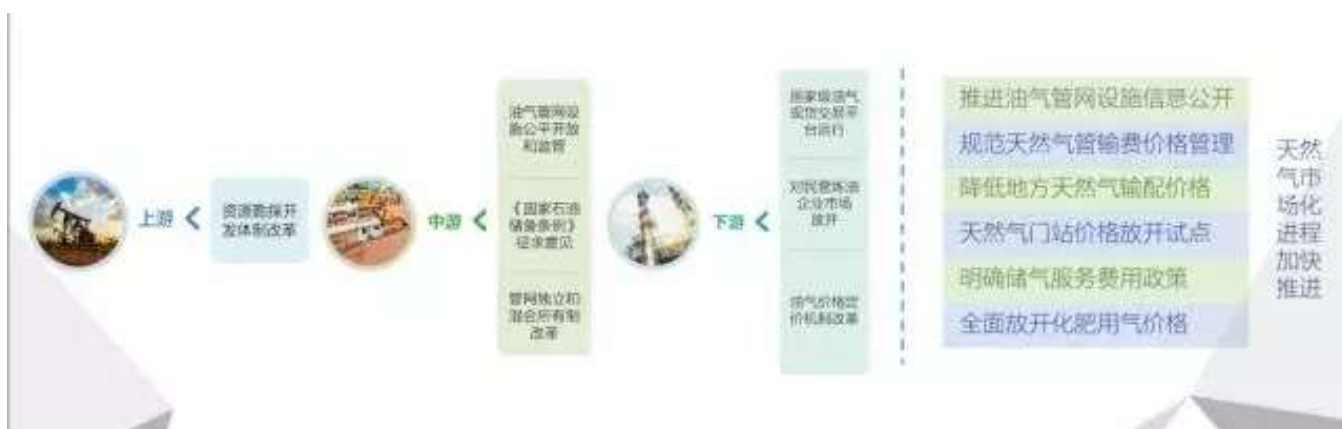 上游
资源勘探开
发体制改革
中游
油气管网设
施公平开放
和监管
《国家石油
储备条例》
征求意见
管网独立和
混合所有制
改革
下游
国家级油气
现货交易平
台运行
对民营炼油
企业市场
放开
油气价格定
价机制改革
推进油气管网设施信息公开
规范天然气管输费价格管理
降低地方天然气输配价格
天然气门站价格放开试点
明确储气服务费用政策
全面放开化肥用气价格
天然
气市
场化
进程
加快
推进